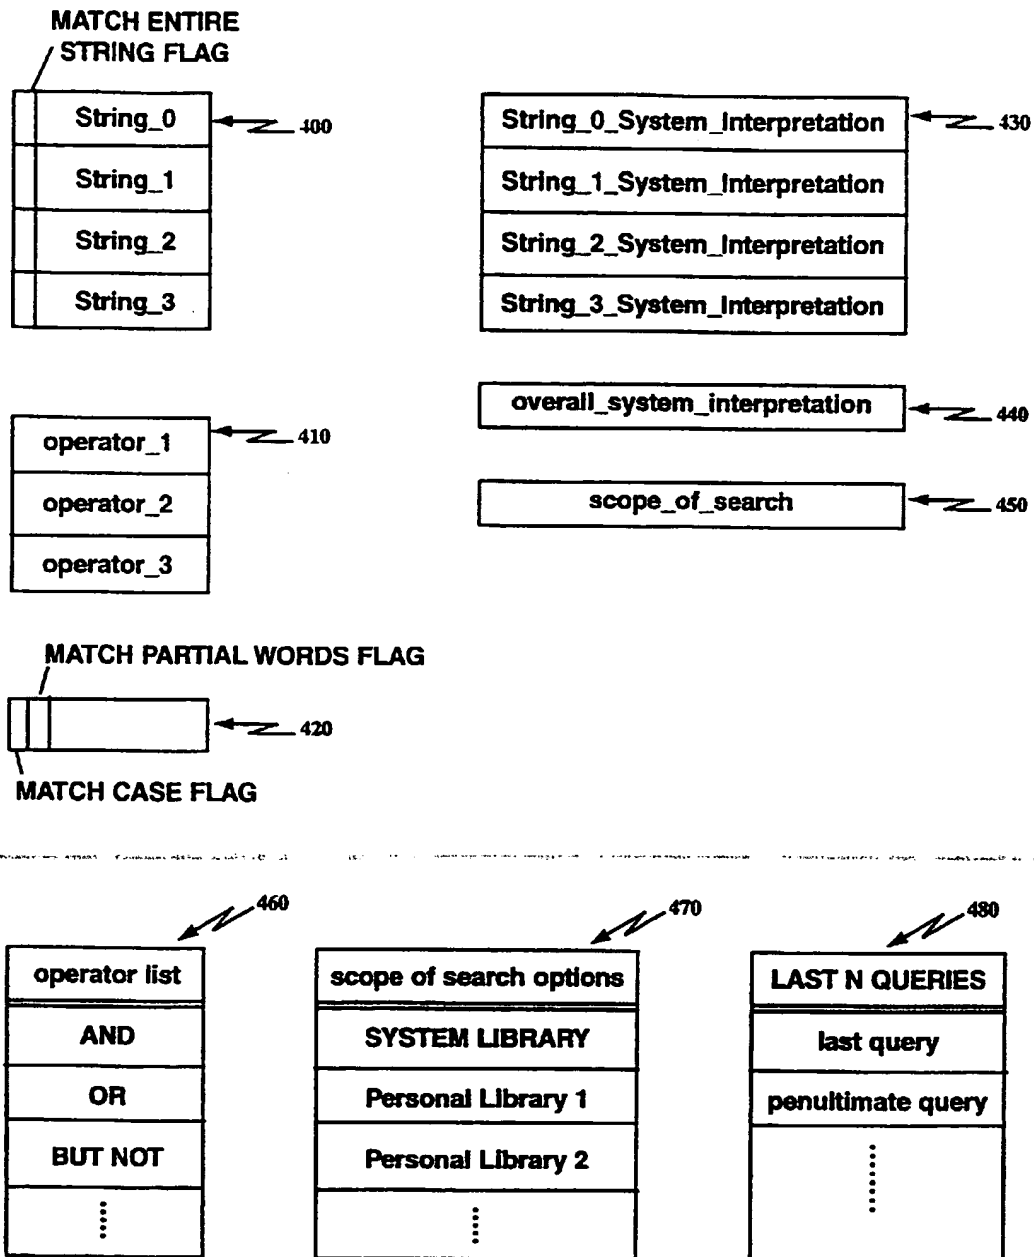 MATCH ENTIRE
STRING FLAG
String_0
400
String_1
String_2
String_3
String_0_System_Interpretation
430
String_1_System_Interpretation
String_2_System_Interpretation
String_3_System_Interpretation
overall_system_interpretation
440
scope_of_search
450
operator_1
410
operator_2
operator_3
MATCH PARTIAL WORDS FLAG
420
MATCH CASE FLAG
460
operator list
AND
OR
BUT NOT
470
scope of search options
SYSTEM LIBRARY
Personal Library 1
Personal Library 2
480
LAST N QUERIES
last query
penultimate query